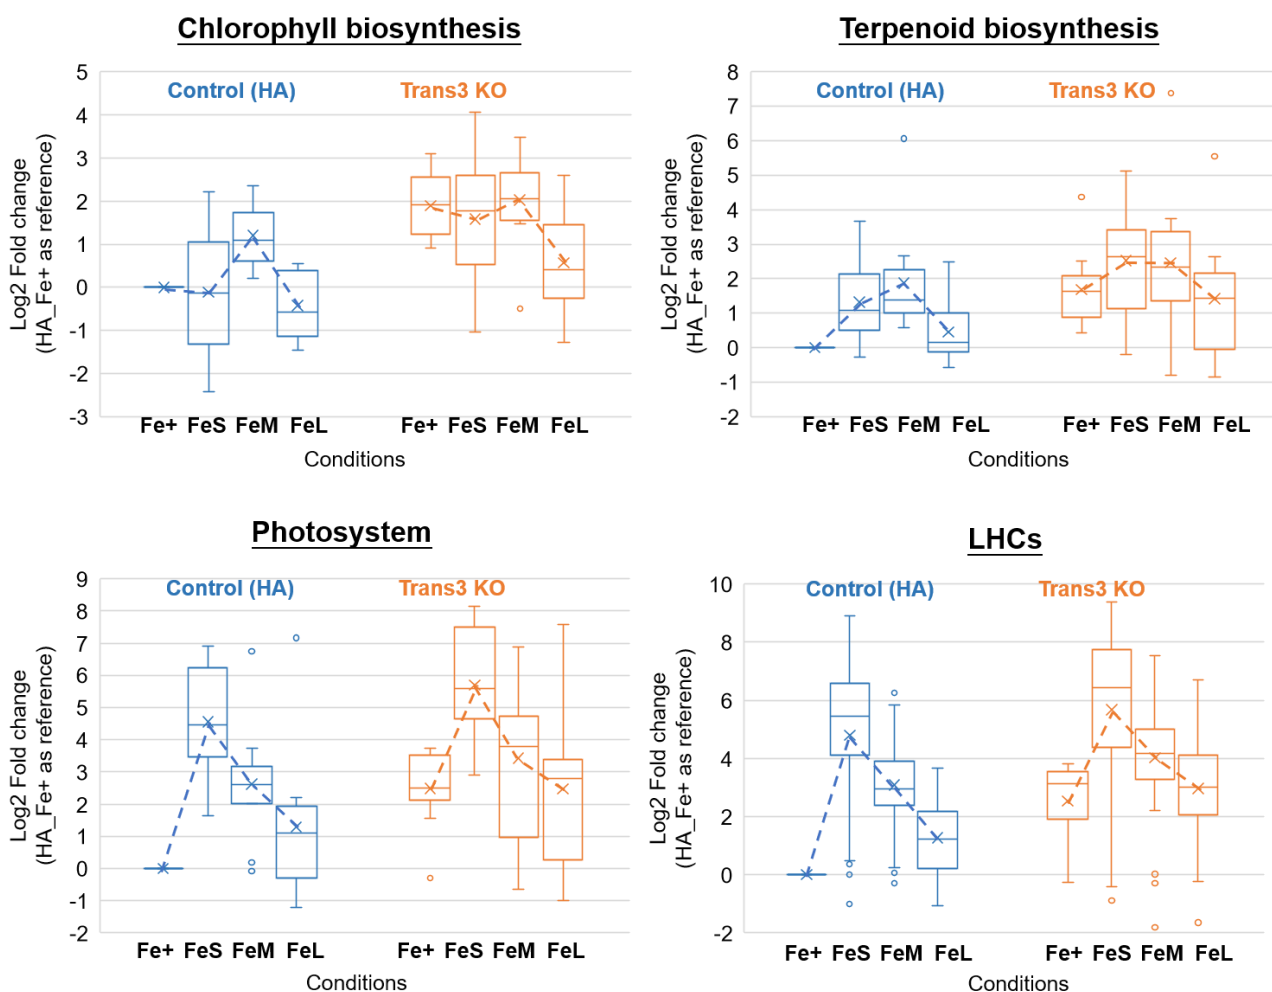 Chlorophyll biosynthesis
Control (HA)
Trans3 KO
Log2 Fold change
(HA_Fe+ as reference)
5
4
3
2
1
0
-1
-2
-3
Fe+ FeS FeM FeL
Fe+ FeS FeM FeL
Conditions
Terpenoid biosynthesis
Control (HA)
Trans3 KO
Log2 Fold change
(HA_Fe+ as reference)
8
7
6
5
4
3
2
1
0
-1
-2
Fe+ FeS FeM FeL
Fe+ FeS FeM FeL
Conditions
Photosystem
Control (HA)
Trans3 KO
Log2 Fold change
(HA_Fe+ as reference)
9
8
7
6
5
4
3
2
1
0
-1
-2
Fe+ FeS FeM FeL
Fe+ FeS FeM FeL
Conditions
LHCs
Control (HA)
Trans3 KO
Log2 Fold change
(HA_Fe+ as reference)
10
8
6
4
2
0
-2
Fe+ FeS FeM FeL
Fe+ FeS FeM FeL
Conditions